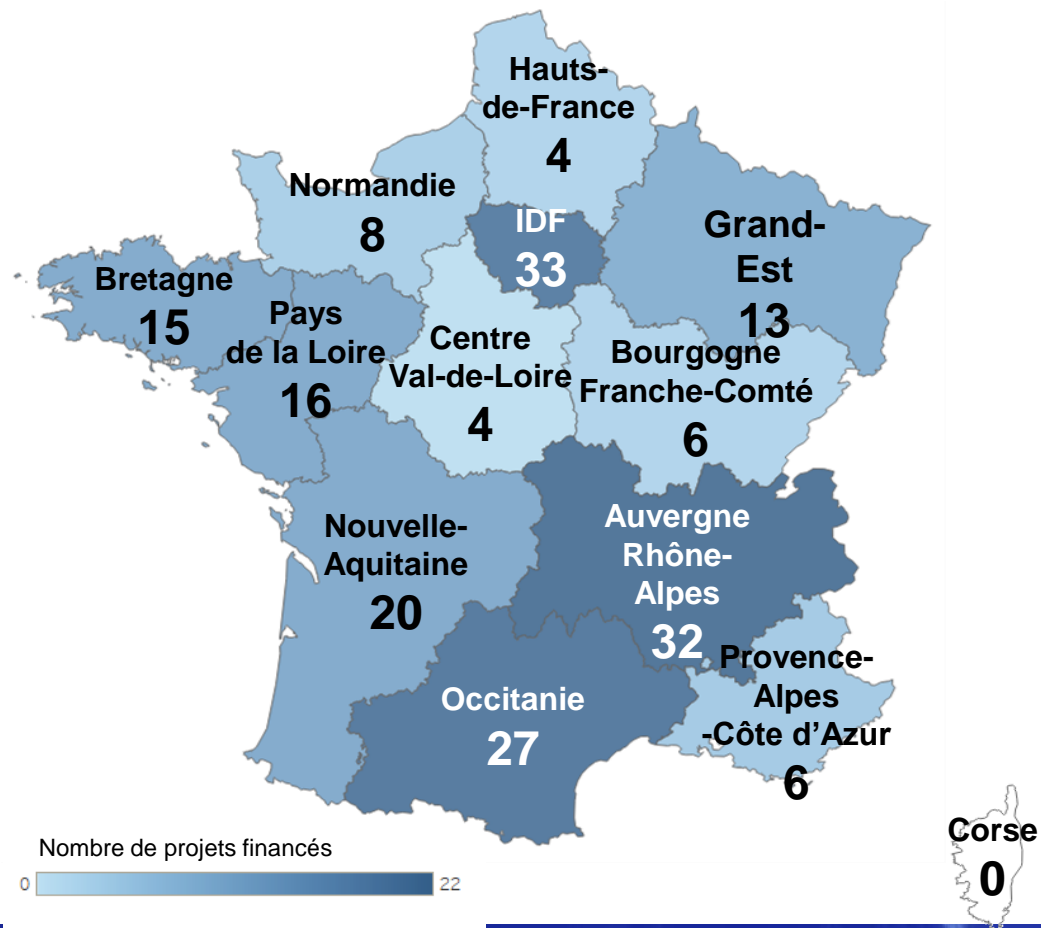 Hauts-
de-France
4
Normandie
8
IDF
33
Grand-
Est
13
Bretagne
15
Pays
de la Loire
16
Centre
Val-de-Loire
4
Bourgogne
Franche-Comté
6
Nouvelle-
Aquitaine
20
Auvergne
Rhône-
Alpes
32
Provence-
Alpes
-Côte d’Azur
6
Occitanie
27
Corse
0
Nombre de projets financés
0
22